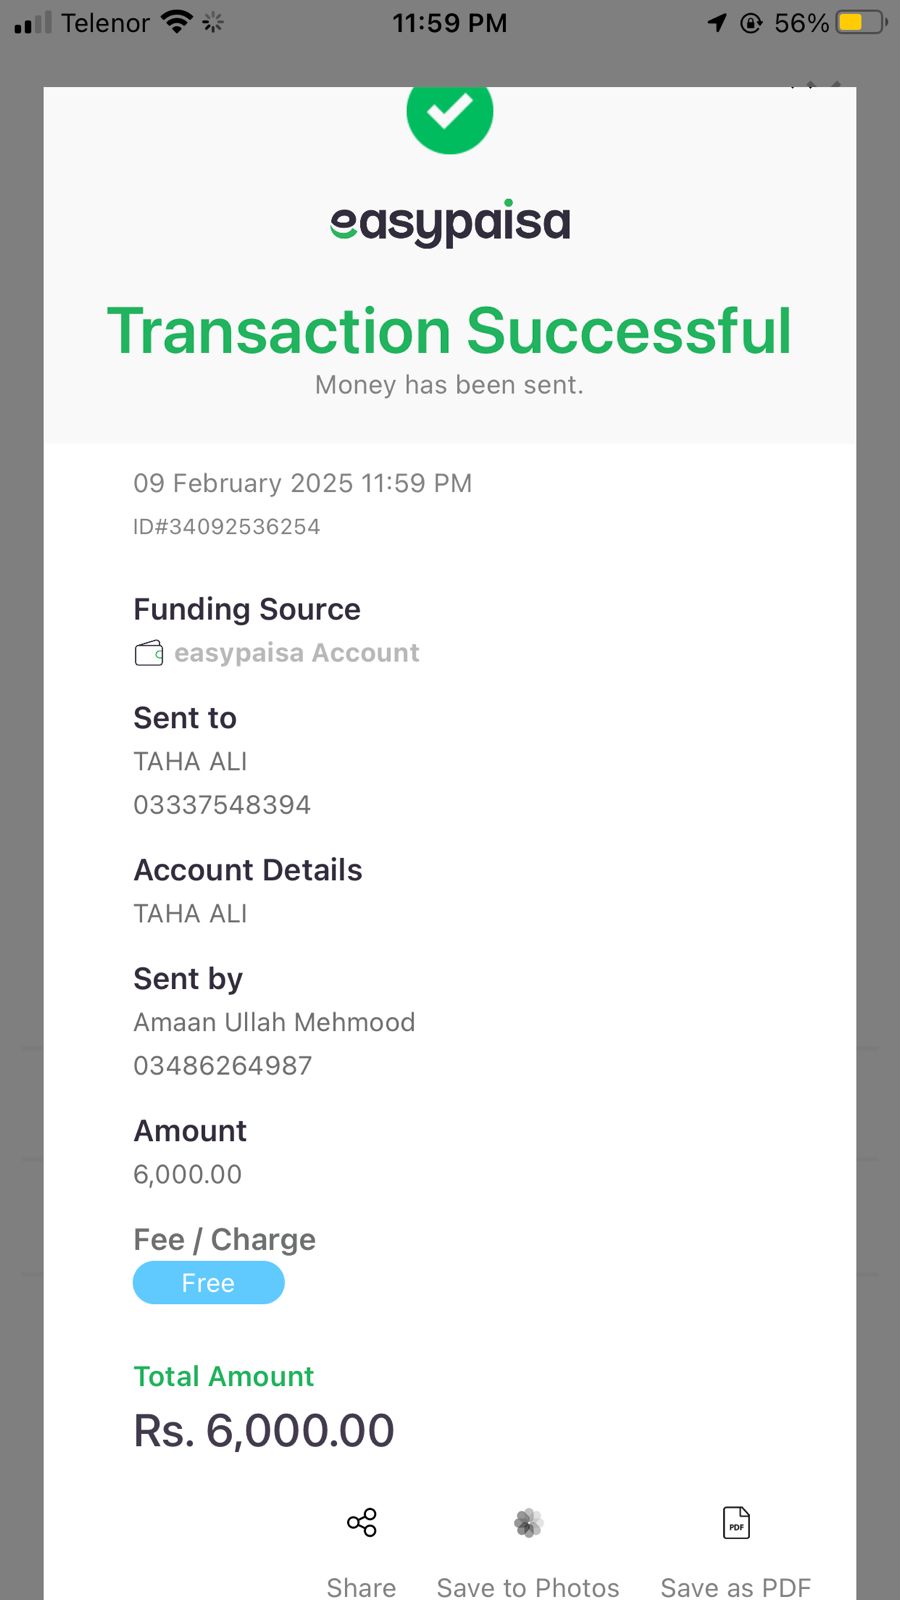 Telenor 11:59 PM 56%
easypaisa
Transaction Successful
Money has been sent.
09 February 2025 11:59 PM
ID#34092536254
Funding Source
easypaisa Account
Sent to
TAHA ALI
03337548394
Account Details
TAHA ALI
Sent by
Amaan Ullah Mehmood
03486264987
Amount
6,000.00
Fee / Charge
Free
Total Amount
Rs. 6,000.00
PDF
Share Save to Photos Save as PDF